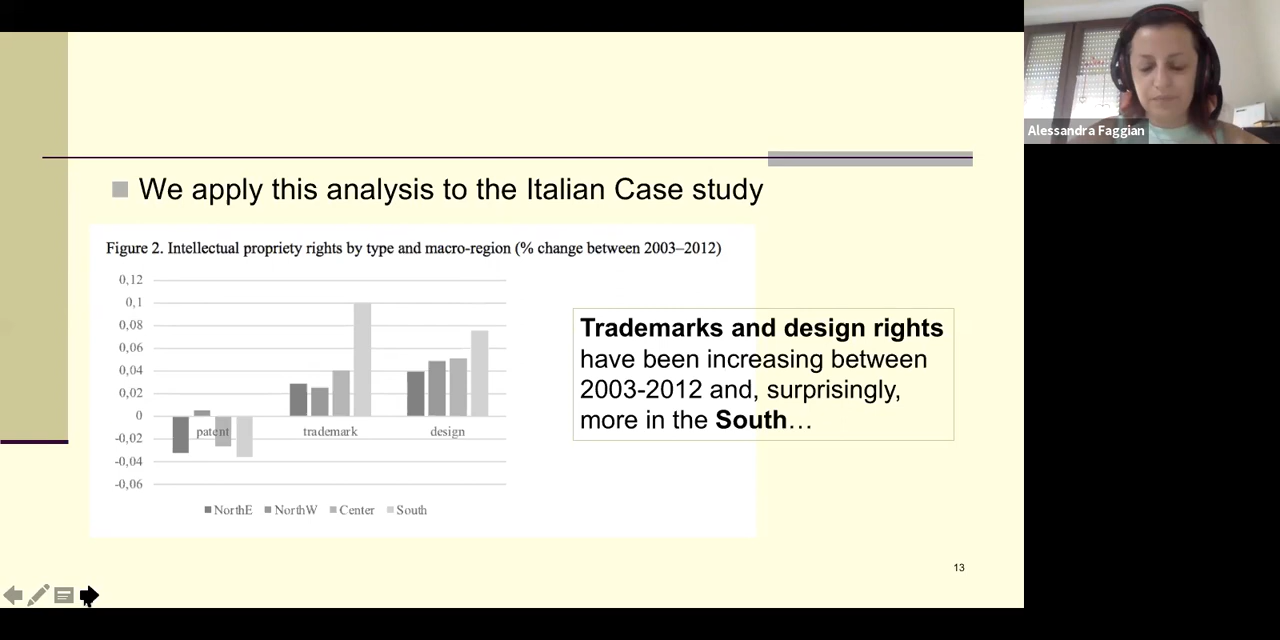 Alessandra Faggian
We apply this analysis to the Italian Case study
Figure 2. Intellectual propriety rights by type and macro-region (% change between 2003–2012)
0,12
0,1
0,08
0,06
0,04
0,02
0
-0,02
-0,04
-0,06
patent trademark design
NorthE NorthW Center South
Trademarks and design rights
have been increasing between
2003-2012 and, surprisingly,
more in the South…
13